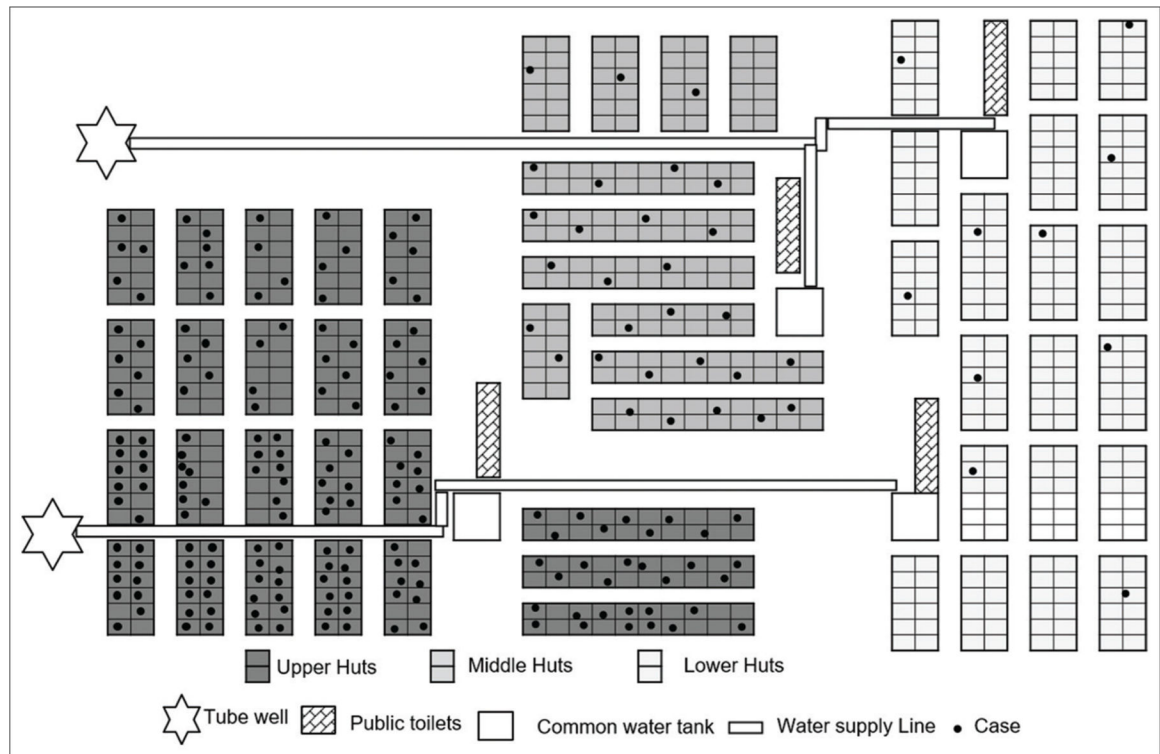 Upper Huts Middle Huts Lower Huts
Tube well Public toilets Common water tank Water supply Line Case